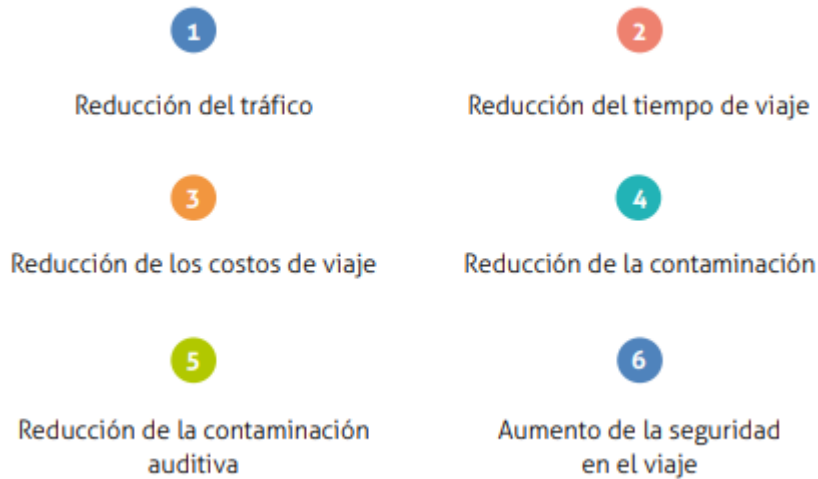 1
Reducción del tráfico
2
Reducción del tiempo de viaje
3
Reducción de los costos de viaje
4
Reducción de la contaminación
5
Reducción de la contaminación
auditiva
6
Aumento de la seguridad
en el viaje